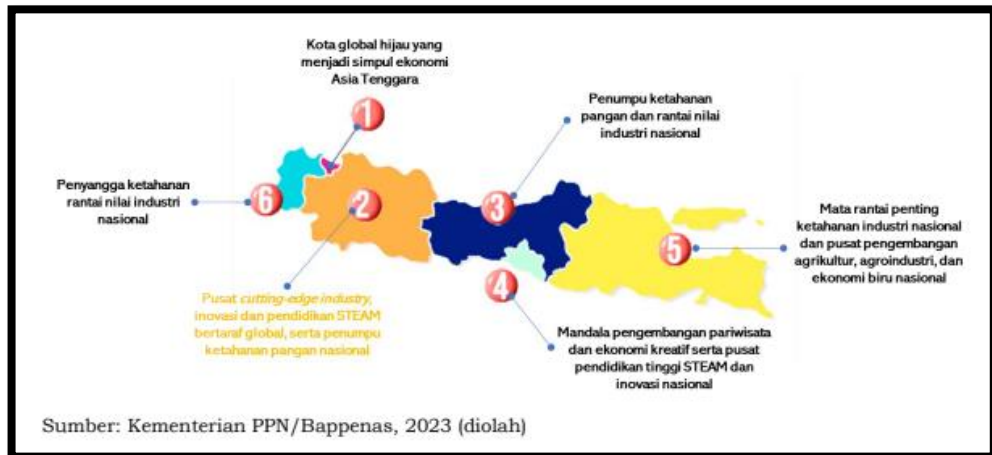 Kota global hijau yang
menjadi simpul ekonomi
Asia Tenggara
1
Penumpu ketahanan
pangan dan rantai nilai
industri nasional
3
Penyangga ketahanan
rantai nilai industri
nasional
6
2
Pusat cutting-edge industry,
inovasi dan pendidikan STEAM
bertaraf global, serta penumpu
ketahanan pangan nasional
5
Mata rantai penting
ketahanan industri nasional
dan pusat pengembangan
agrikultur, agroindustri, dan
ekonomi biru nasional
4
Mandala pengembangan pariwisata
dan ekonomi kreatif serta pusat
pendidikan tinggi STEAM dan
inovasi nasional
Sumber: Kementerian PPN/Bappenas, 2023 (diolah)